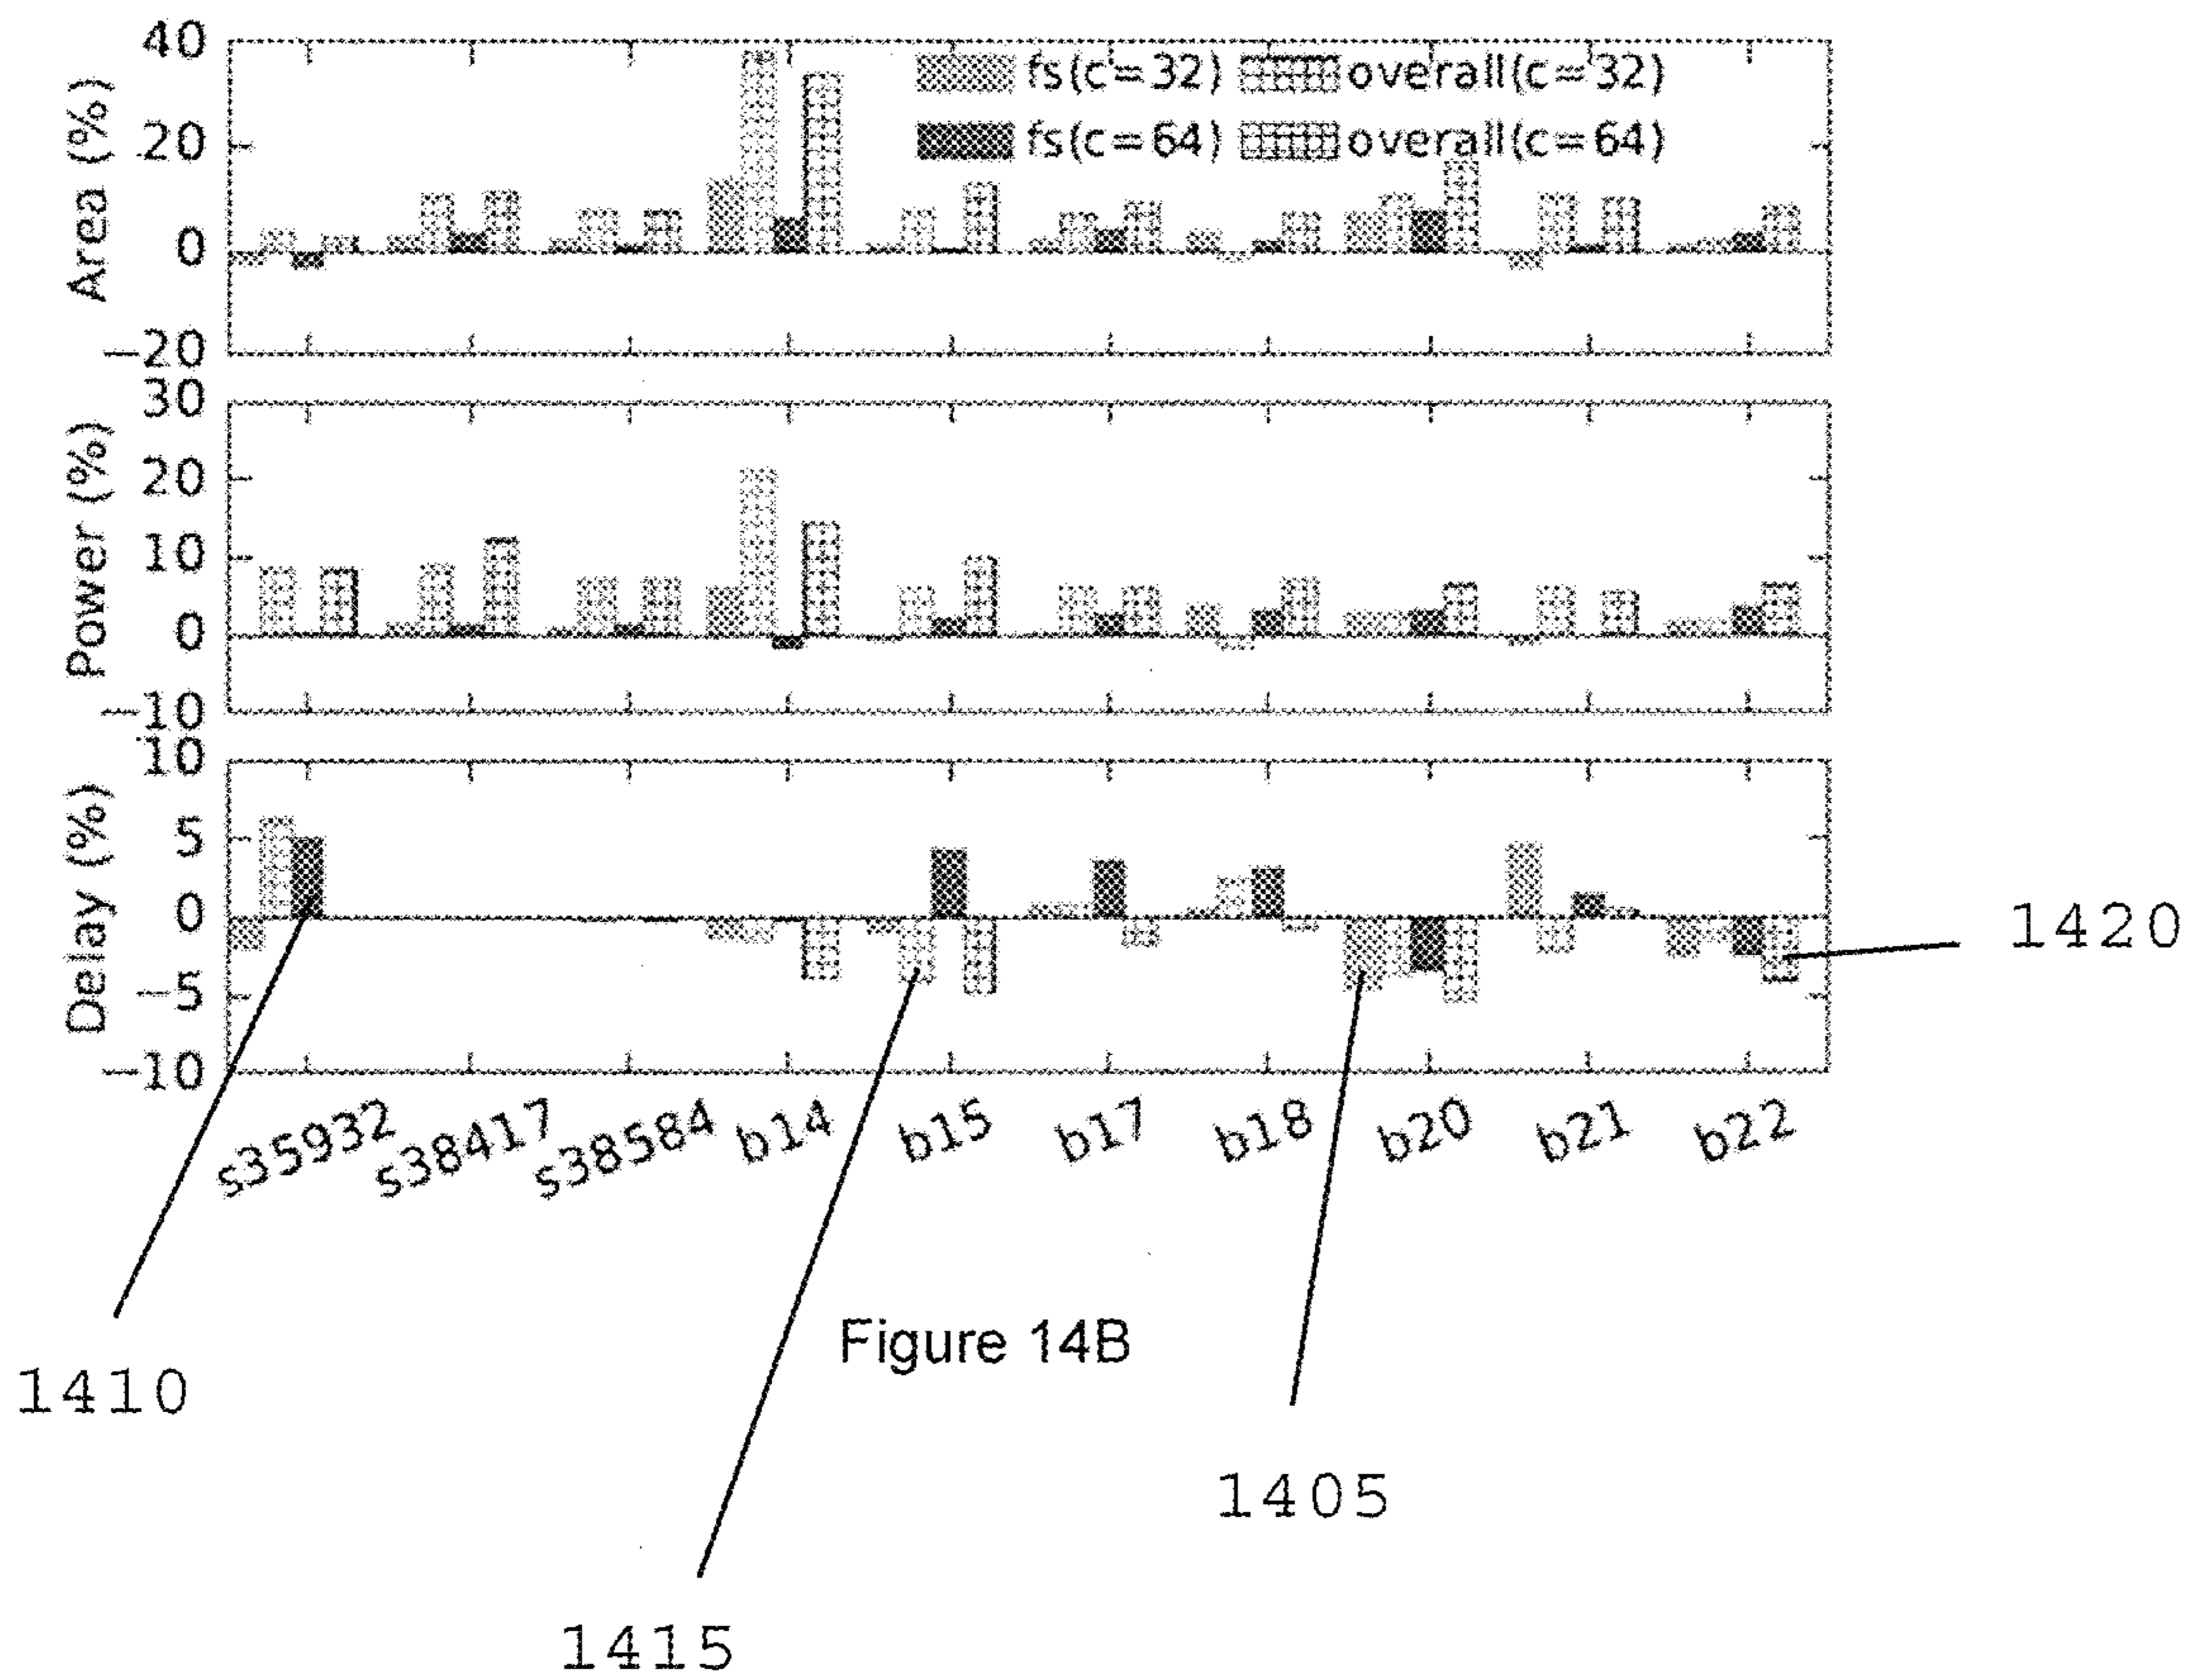 40
20
0
−20
Area (%)
fs(c=32) overall(c=32)
fs(c=64) overall(c=64)
30
20
10
0
−10
Power (%)
10
5
0
−5
−10
Delay (%)
s35932 s38417 s38584 b14 b15 b17 b18 b20 b21 b22
1420
Figure 14B
1410
1405
1415